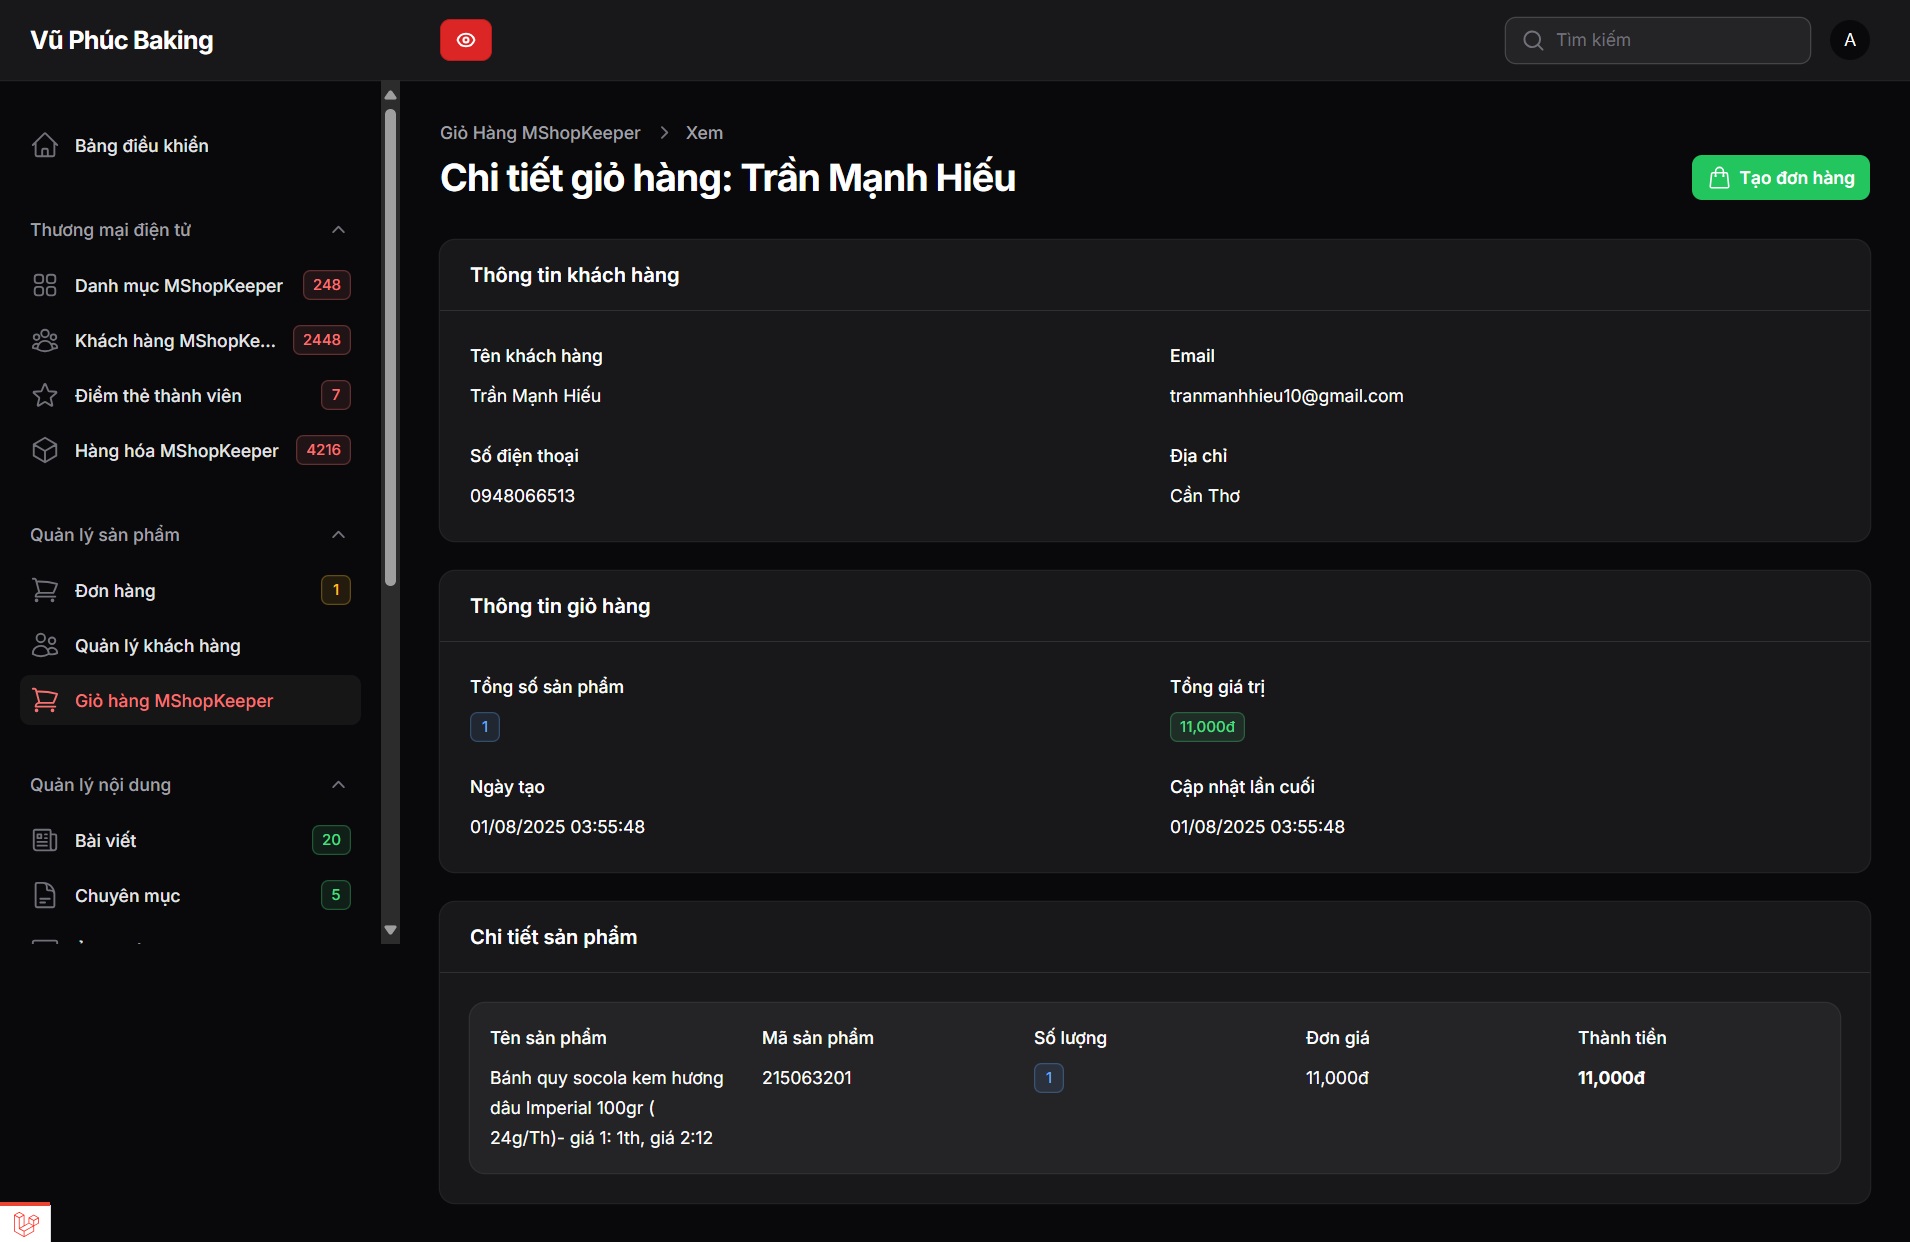 Vũ Phúc Baking
Tìm kiếm
A
Bảng điều khiển
Thương mại điện tử
Danh mục MShopKeeper 248
Khách hàng MShopKe... 2448
Điểm thẻ thành viên 7
Hàng hóa MShopKeeper 4216
Quản lý sản phẩm
Đơn hàng 1
Quản lý khách hàng
Giỏ hàng MShopKeeper
Quản lý nội dung
Bài viết 20
Chuyên mục 5
Giỏ Hàng MShopKeeper Xem
Chi tiết giỏ hàng: Trần Mạnh Hiếu
Tạo đơn hàng
Thông tin khách hàng
Tên khách hàng Email
Trần Mạnh Hiếu tranmanhhieu10@gmail.com
Số điện thoại Địa chỉ
0948066513 Cần Thơ
Thông tin giỏ hàng
Tổng số sản phẩm Tổng giá trị
1 11,000đ
Ngày tạo Cập nhật lần cuối
01/08/2025 03:55:48 01/08/2025 03:55:48
Chi tiết sản phẩm
Tên sản phẩm Mã sản phẩm Số lượng Đơn giá Thành tiền
Bánh quy socola kem hương 215063201 1 11,000đ 11,000đ
dâu Imperial 100gr (
24g/Th)- giá 1: 1th, giá 2:12